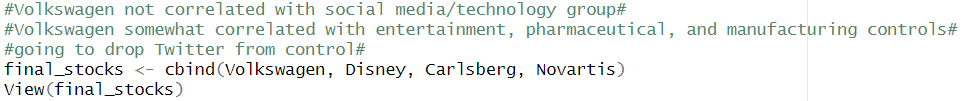 #Volkswagen not correlated with social media/technology group#
#Volkswagen somewhat correlated with entertainment, pharmaceutical, and manufacturing controls#
#going to drop Twitter from control#
final_stocks <- cbind(Volkswagen, Disney, Carlsberg, Novartis)
View(final_stocks)